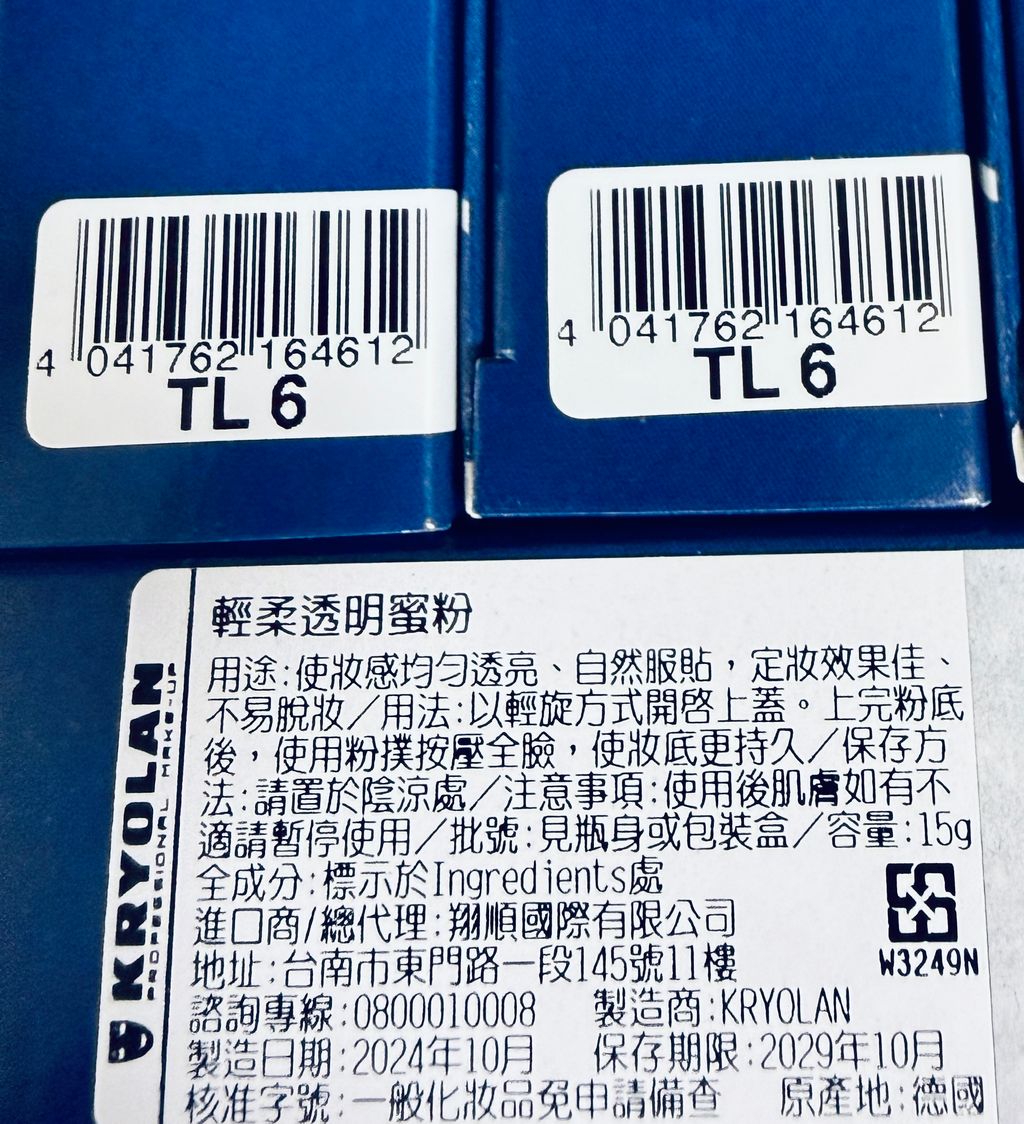 4 041762 164612
TL 6
4 041762 164612
TL 6
KRYOLAN
PROFESSIONAL MAKE-UP
輕柔透明蜜粉
用途:使妝感均勻透亮、自然服貼，定妝效果佳、
不易脫妝／用法:以輕旋方式開啓上蓋。上完粉底
後，使用粉撲按壓全臉，使妝底更持久／保存方
法:請置於陰涼處／注意事項:使用後肌膚如有不
適請暫停使用／批號:見瓶身或包裝盒／容量:15g
全成分:標示於Ingredients處
進口商/總代理:翔順國際有限公司
地址:台南市東門路一段145號11樓
W3249N
諮詢專線:0800010008 製造商:KRYOLAN
製造日期:2024年10月 保存期限:2029年10月
核准字號:一般化妝品免申請備查 原產地:德國